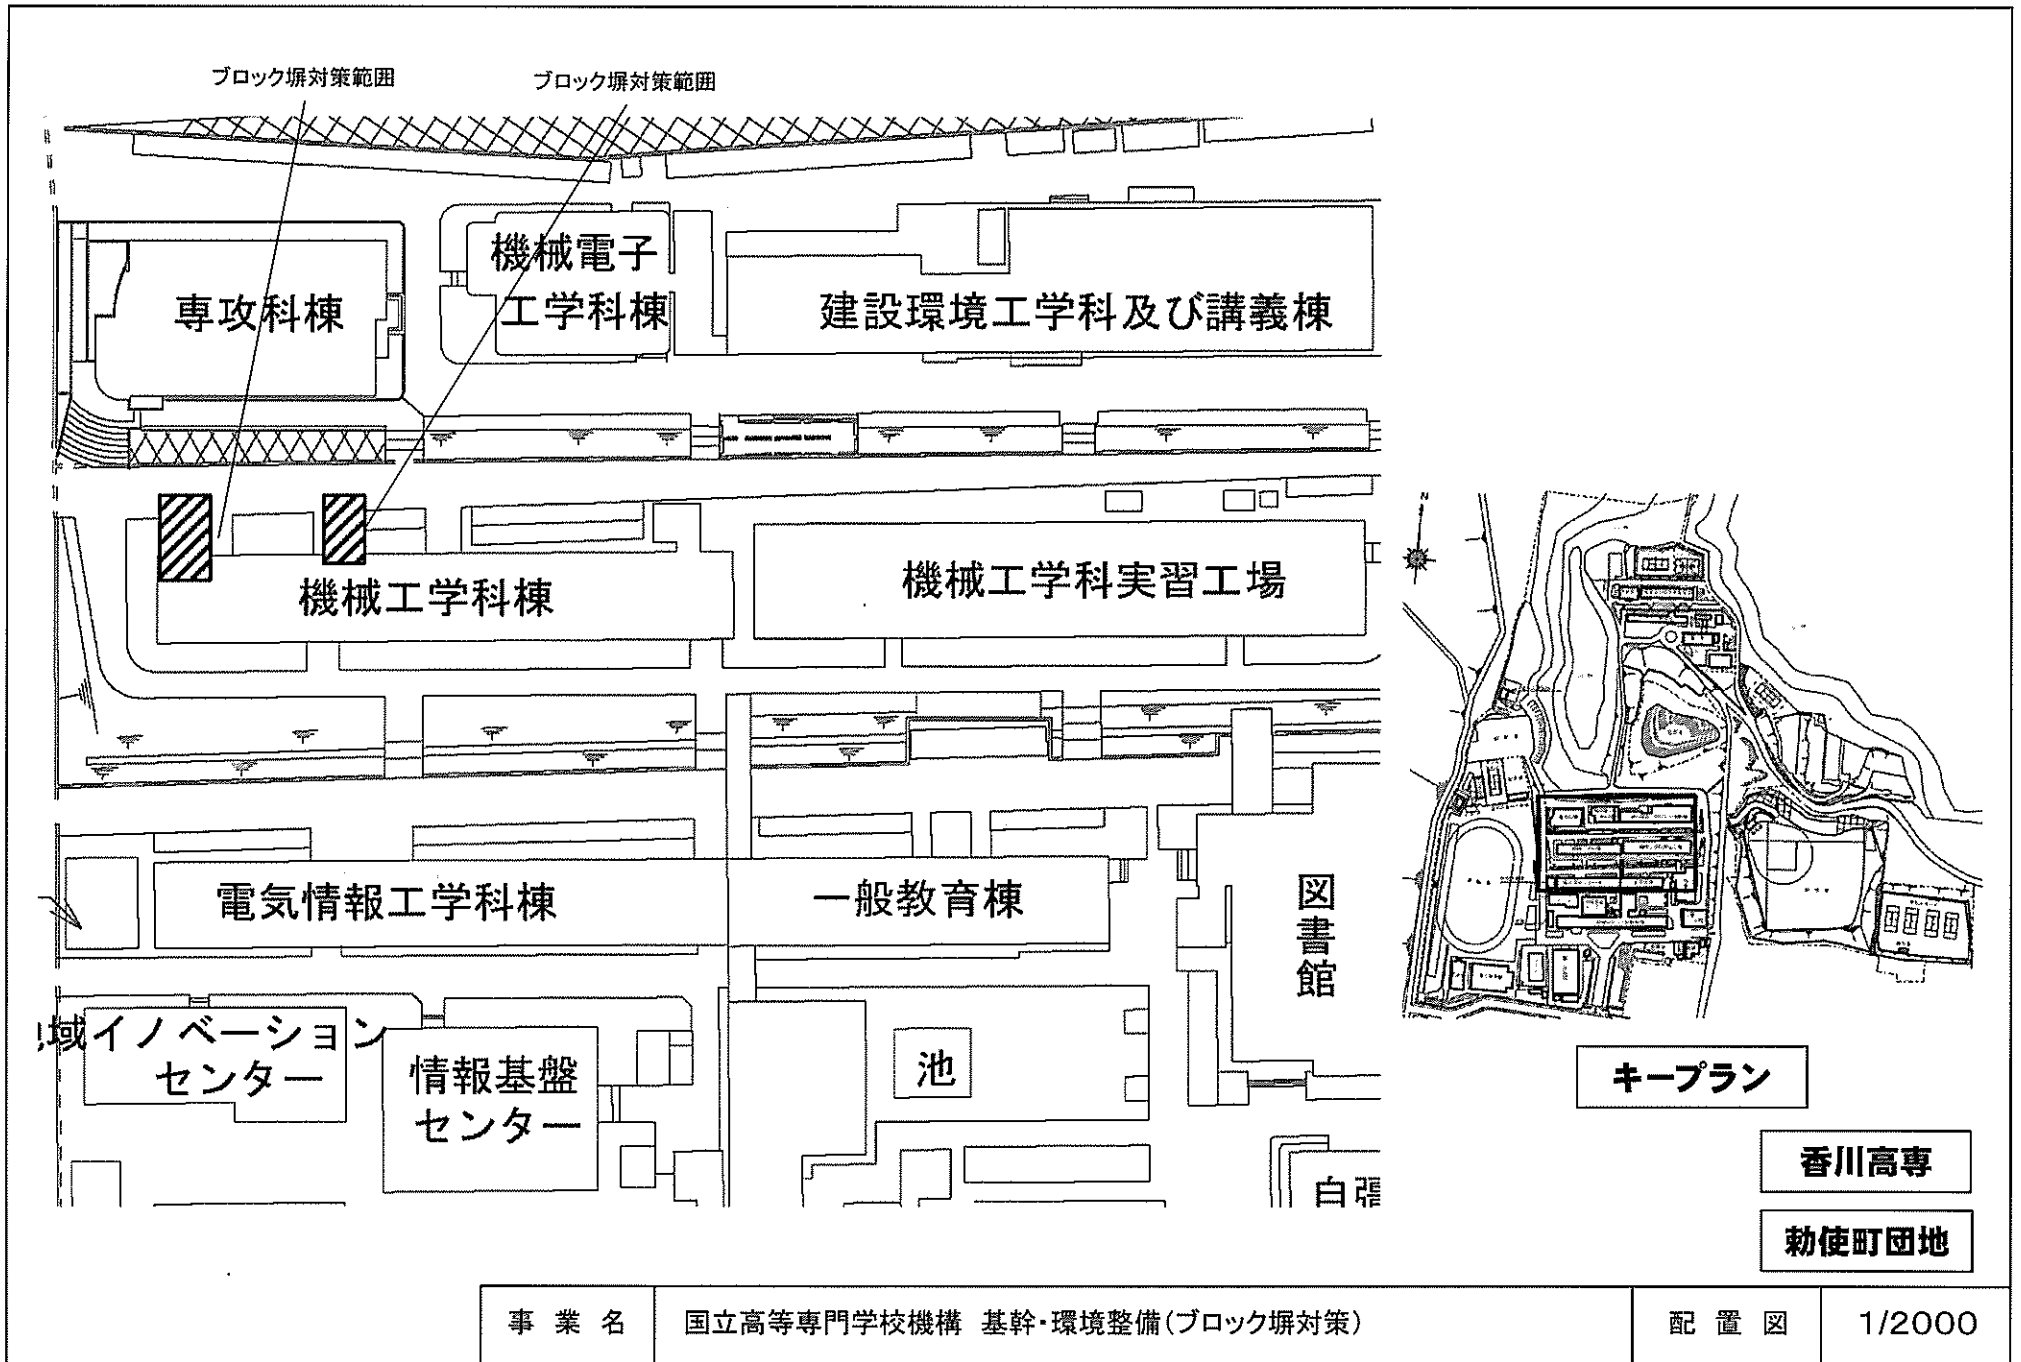 ブロック塀対策範囲
ブロック塀対策範囲
専攻科棟
機械電子
工学科棟
建設環境工学科及び講義棟
機械工学科棟
機械工学科実習工場
電気情報工学科棟
一般教育棟
図書館
域イノベーション
センター
情報基盤
センター
池
白
N
キープラン
香川高専
勅使町団地
事業名
国立高等専門学校機構 基幹・環境整備(ブロック塀対策)
配置図
1/2000